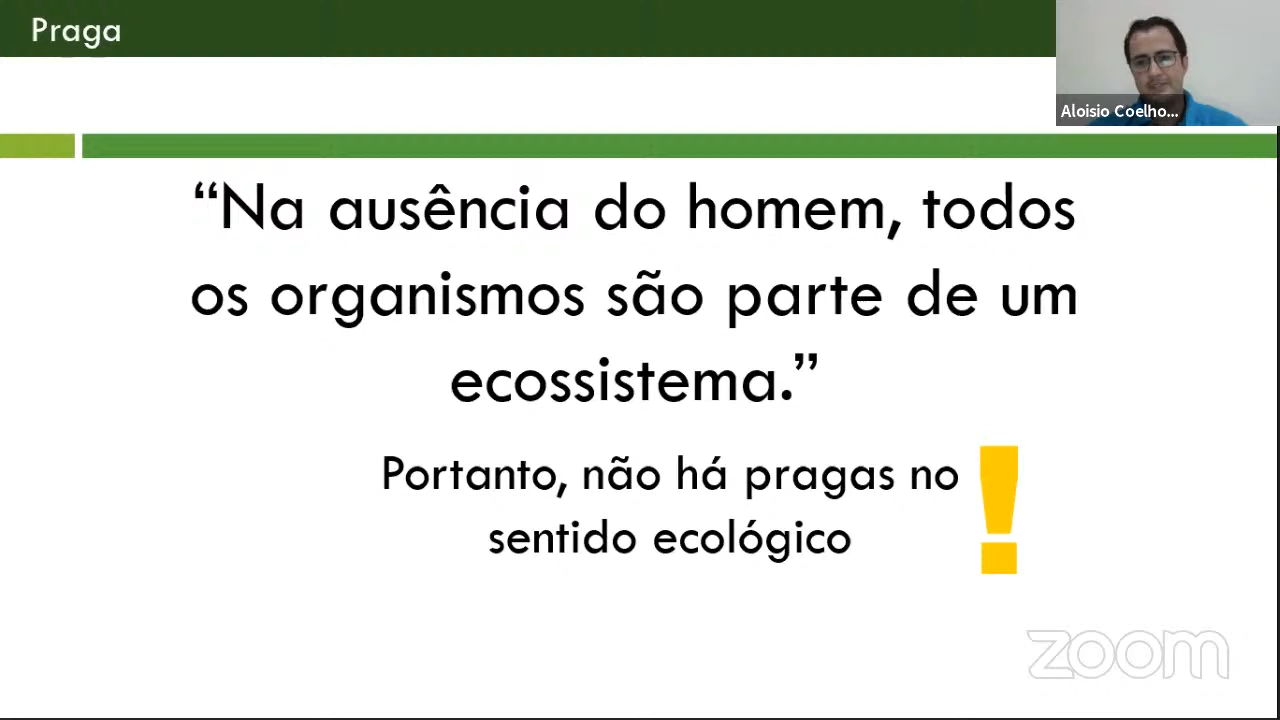 Praga
Aloisio Coelho...
“Na ausência do homem, todos
os organismos são parte de um
ecossistema.”
Portanto, não há pragas no
sentido ecológico
!
zoom